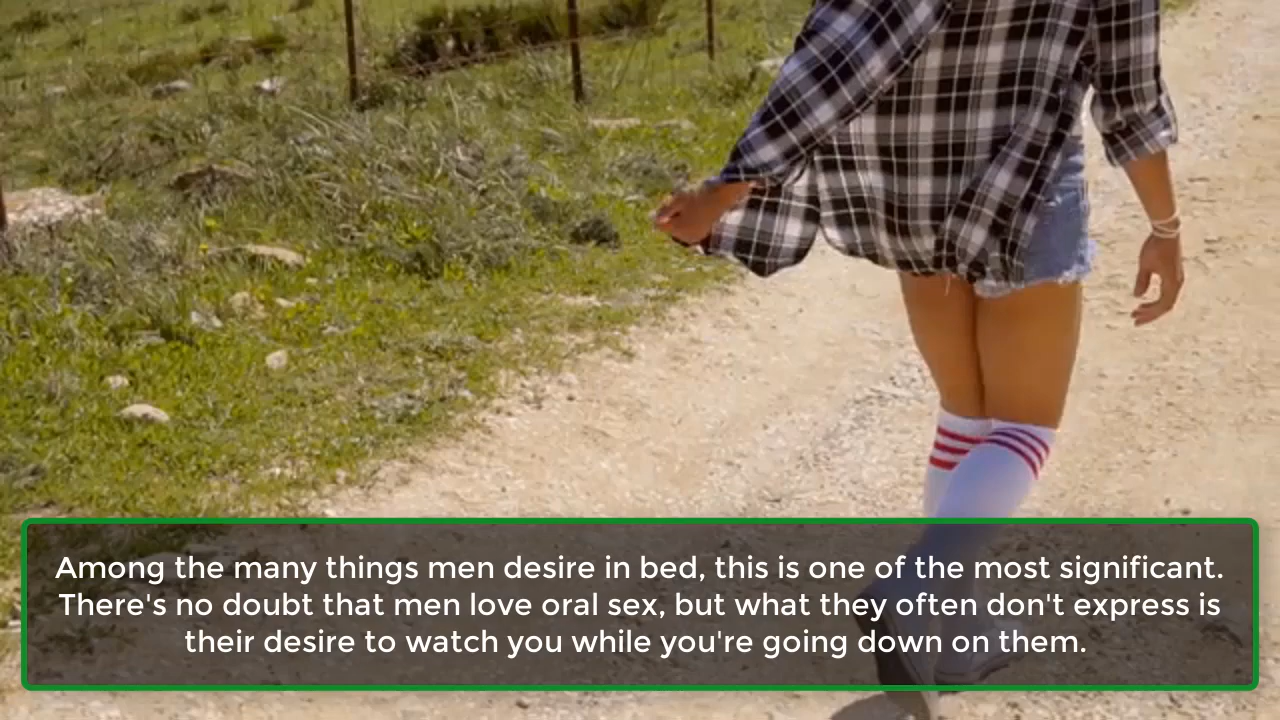 Among the many things men desire in bed, this is one of the most significant.
There's no doubt that men love oral sex, but what they often don't express is
their desire to watch you while you're going down on them.